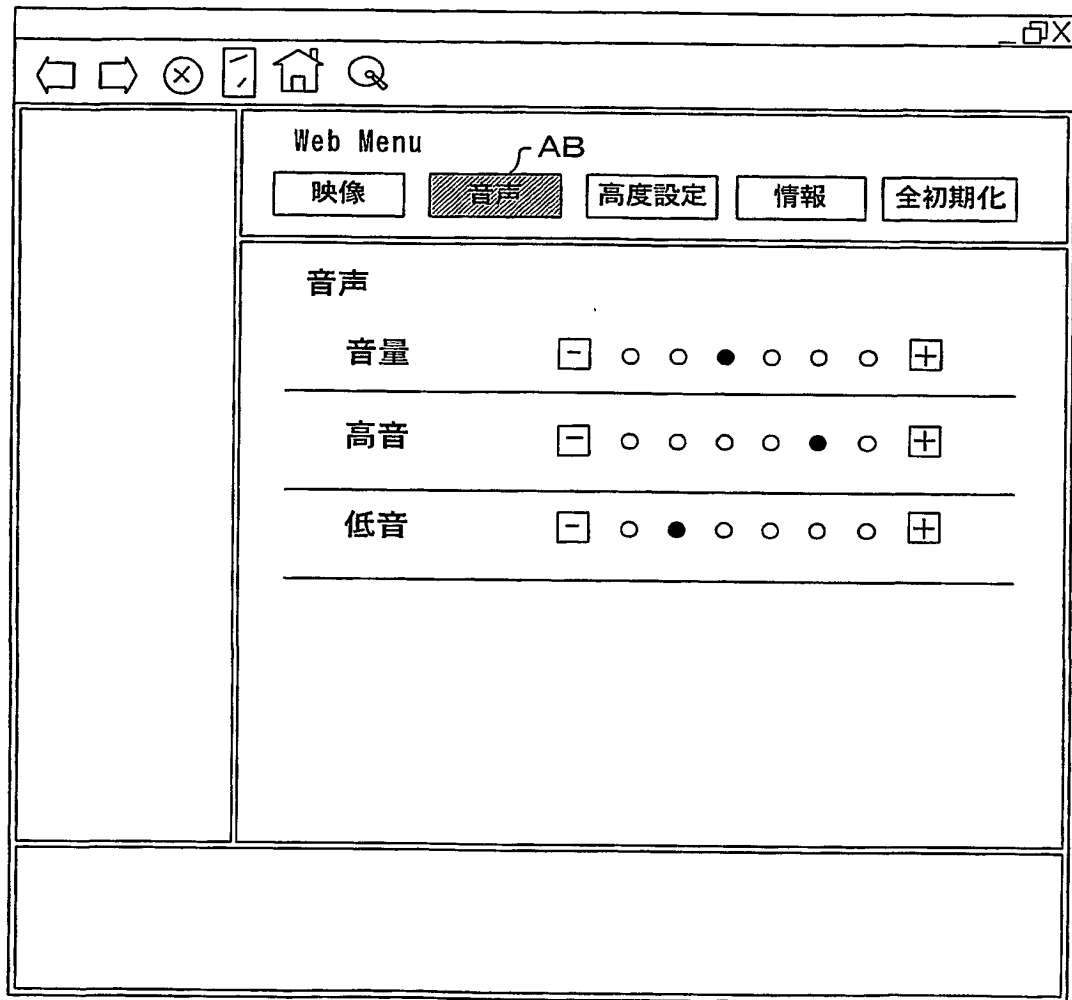 Web Menu
AB
映像 音声 高度設定 情報 全初期化
音声
音量 - +
高音 - +
低音 - +